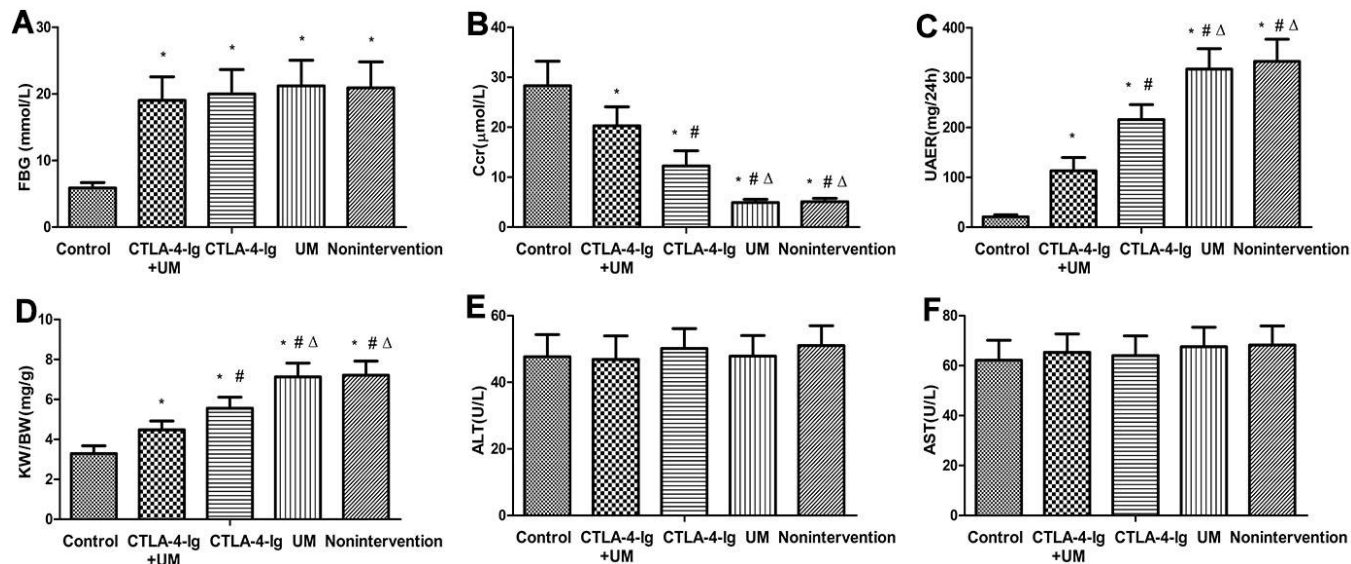 A
FBG (mmol/L)
30
20
10
0
* * * *
Control CTLA-4-Ig CTLA-4-Ig UM Nonintervention
+UM
B
Ccr(μmol/L)
40
30
20
10
0
* * # * # Δ * # Δ
Control CTLA-4-Ig CTLA-4-Ig UM Nonintervention
+UM
C
UAER(mg/24h)
400
300
200
100
0
* * # * # Δ * # Δ
Control CTLA-4-Ig CTLA-4-Ig UM Nonintervention
+UM
D
KW/BW(mg/g)
10
8
6
4
2
0
* * # * # Δ * # Δ
Control CTLA-4-Ig CTLA-4-Ig UM Nonintervention
+UM
E
ALT(U/L)
60
40
20
0
Control CTLA-4-Ig CTLA-4-Ig UM Nonintervention
+UM
F
AST(U/L)
80
60
40
20
0
Control CTLA-4-Ig CTLA-4-Ig UM Nonintervention
+UM